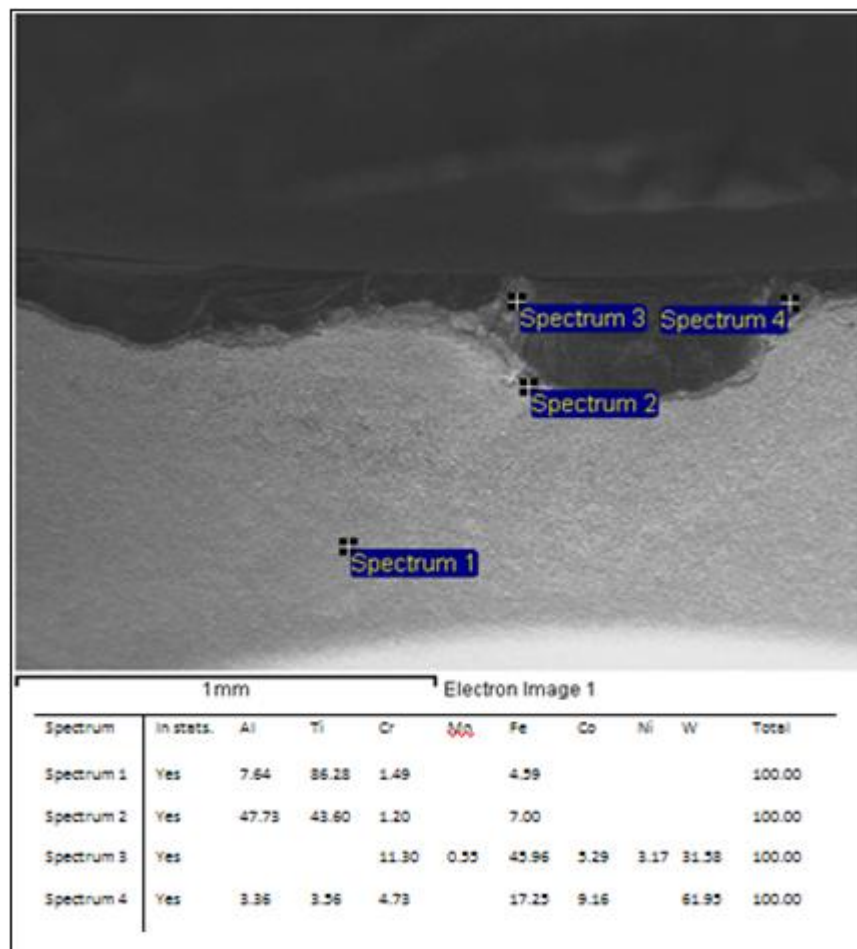 Spectrum 3
Spectrum 4
Spectrum 2
Spectrum 1
1mm Electron Image 1
Spectrum In stats. Al Ti Cr Mn Fe Co Ni W Total
Spectrum 1 Yes 7.64 86.28 1.49 4.59 100.00
Spectrum 2 Yes 47.73 43.60 1.20 7.00 100.00
Spectrum 3 Yes 11.30 0.55 45.96 5.29 3.17 31.58 100.00
Spectrum 4 Yes 3.36 3.56 4.73 17.25 9.16 61.95 100.00